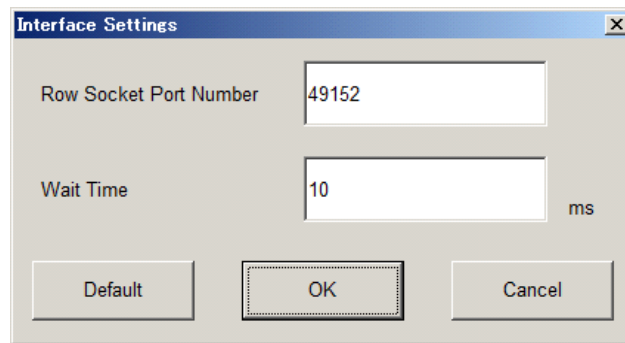 Interface Settings
Row Socket Port Number 49152
Wait Time 10 ms
Default OK Cancel